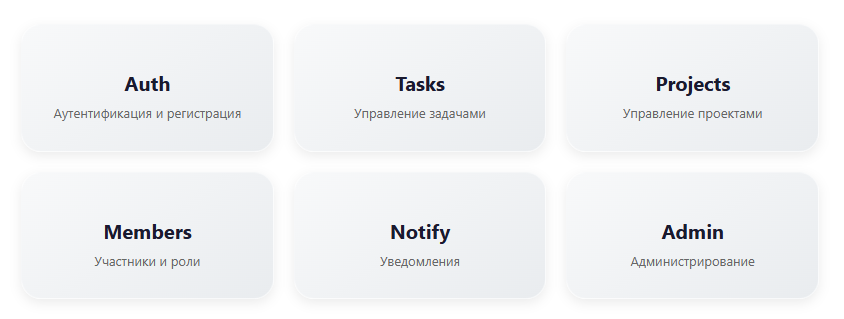 Auth
Аутентификация и регистрация
Tasks
Управление задачами
Projects
Управление проектами
Members
Участники и роли
Notify
Уведомления
Admin
Администрирование